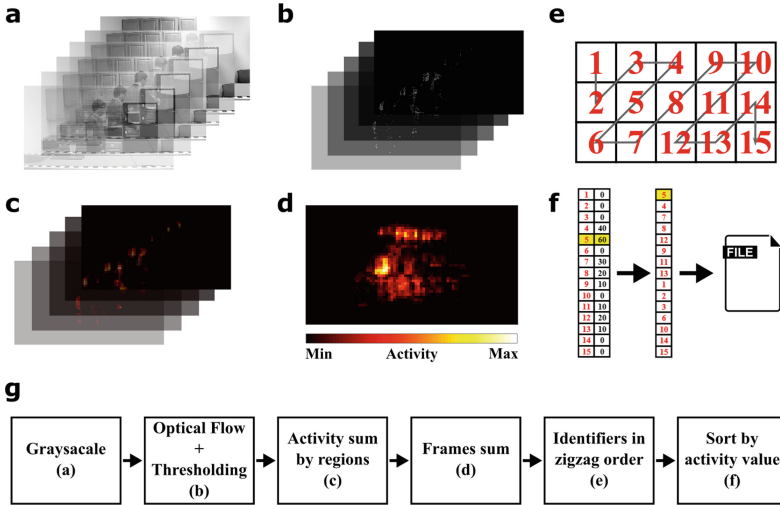 a
b
e
1 3 4 9 10
2 5 8 11 14
6 7 12 13 15
c
d
Min Activity Max
f
1 0
2 0
3 0
4 40
5 60
6 0
7 30
8 20
9 10
10 0
11 10
12 20
13 10
14 0
15 0
5
4
7
8
12
9
11
13
1
2
3
6
10
14
15
FILE
g
Graysacale
(a)
Optical Flow
+
Thresholding
(b)
Activity sum
by regions
(c)
Frames sum
(d)
Identifiers in
zigzag order
(e)
Sort by
activity value
(f)